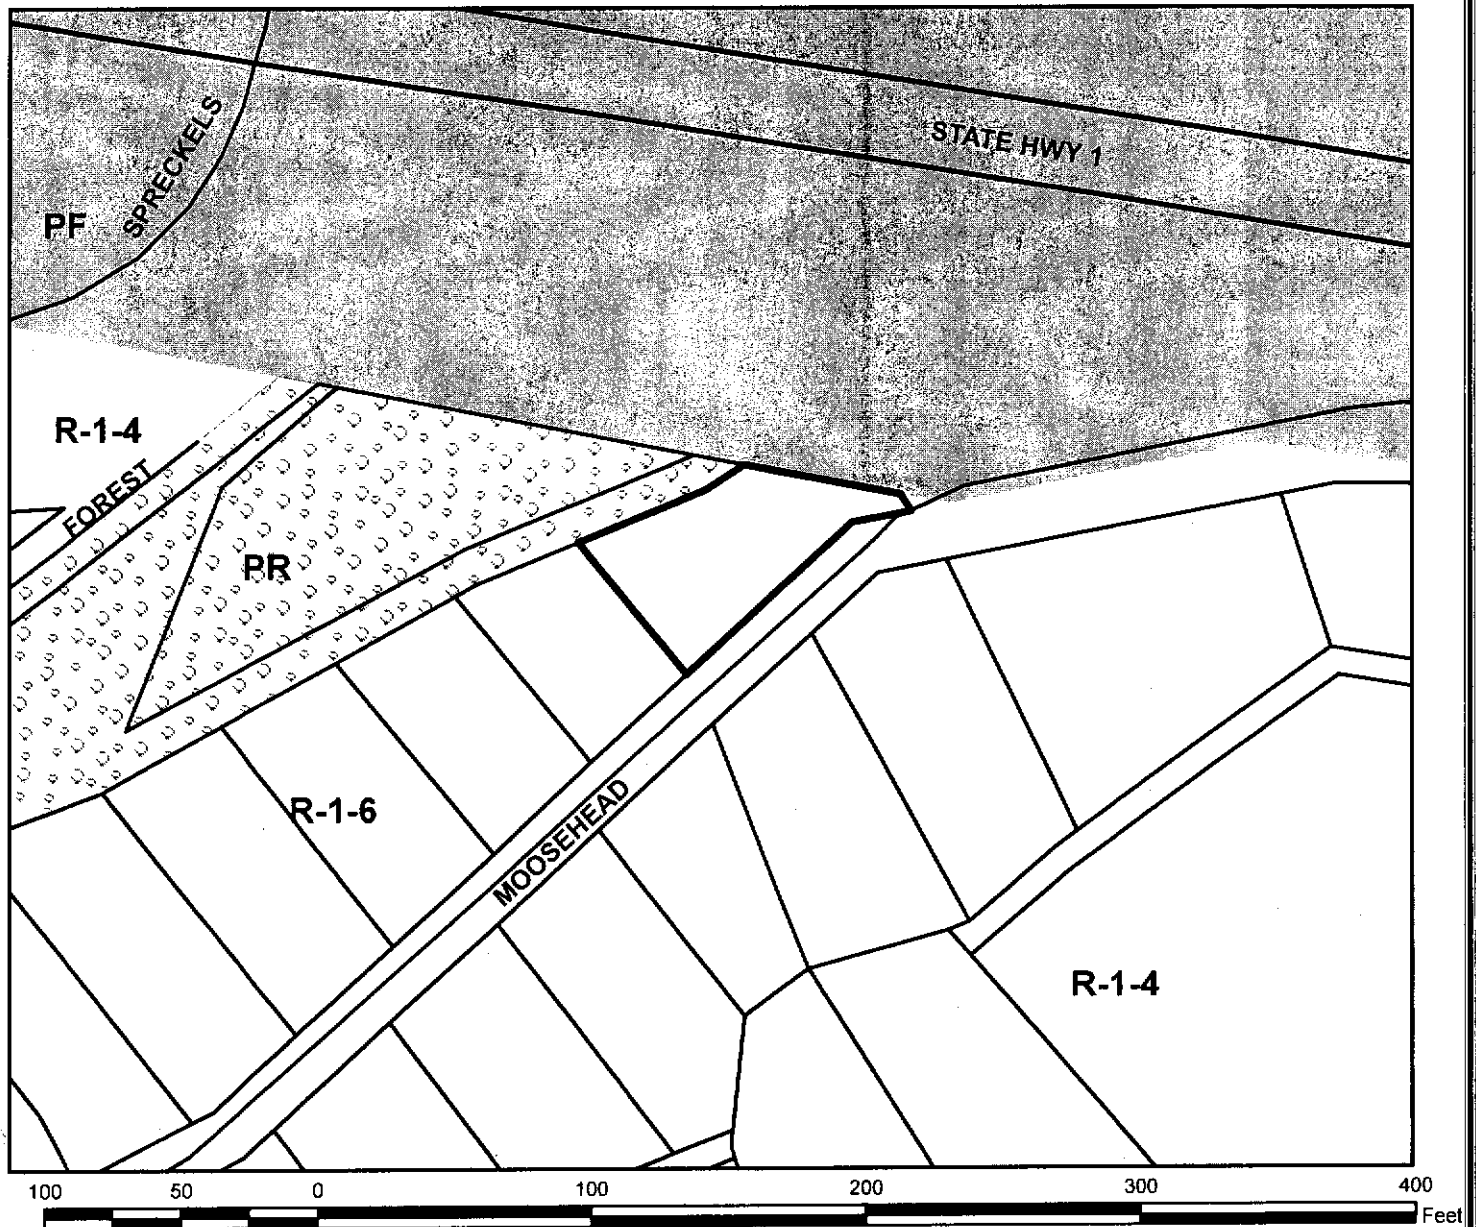 STATE HWY 1
SPRECKELS
PF
R-1-4
FOREST
PR
R-1-6
MOOSEHEAD
R-1-4
100 50 0 100 200 300 400
Feet